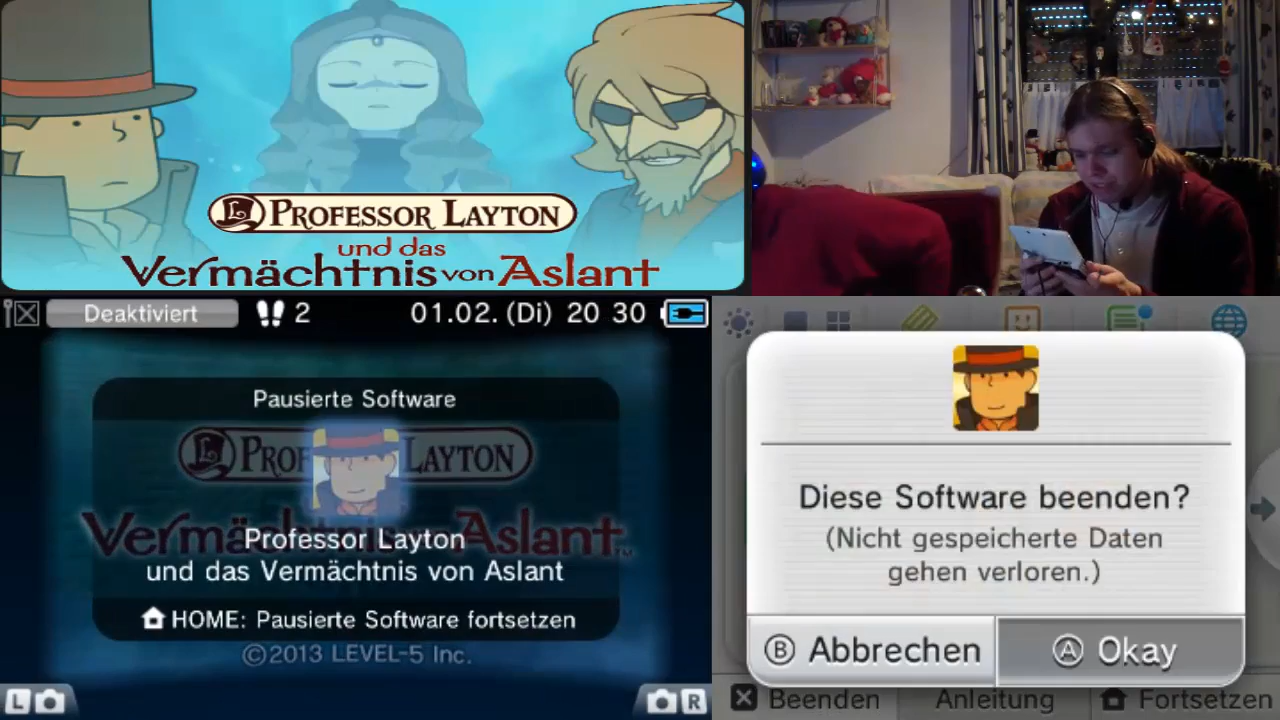 PROFESSOR LAYTON
und das
Vermächtnis von Aslant
Deaktiviert
2
01.02. (Di) 20 30
Pausierte Software
PROF LAYTON
Professor Layton
und das Vermächtnis von Aslant
HOME: Pausierte Software fortsetzen
©2013 LEVEL-5 Inc.
L
R
Diese Software beenden?
(Nicht gespeicherte Daten
gehen verloren.)
B Abbrechen
A Okay
X Beenden
Anleitung
Fortsetzen